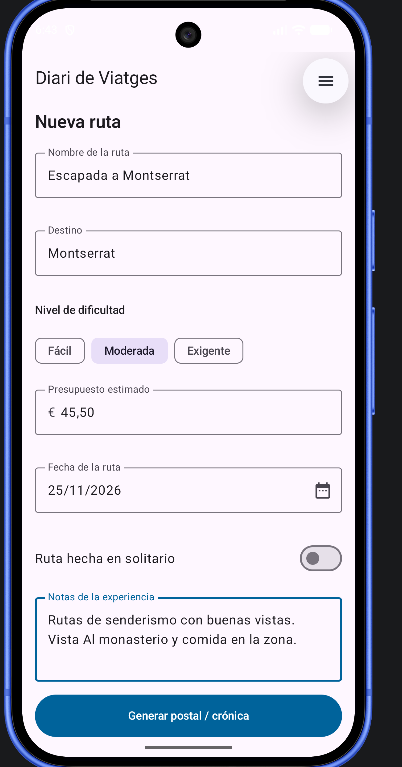 Diari de Viatges
Nueva ruta
Nombre de la ruta
Escapada a Montserrat
Destino
Montserrat
Nivel de dificultad
Fácil
Moderada
Exigente
Presupuesto estimado
€ 45,50
Fecha de la ruta
25/11/2026
Ruta hecha en solitario
Notas de la experiencia
Rutas de senderismo con buenas vistas.
Vista Al monasterio y comida en la zona.
Generar postal / crónica